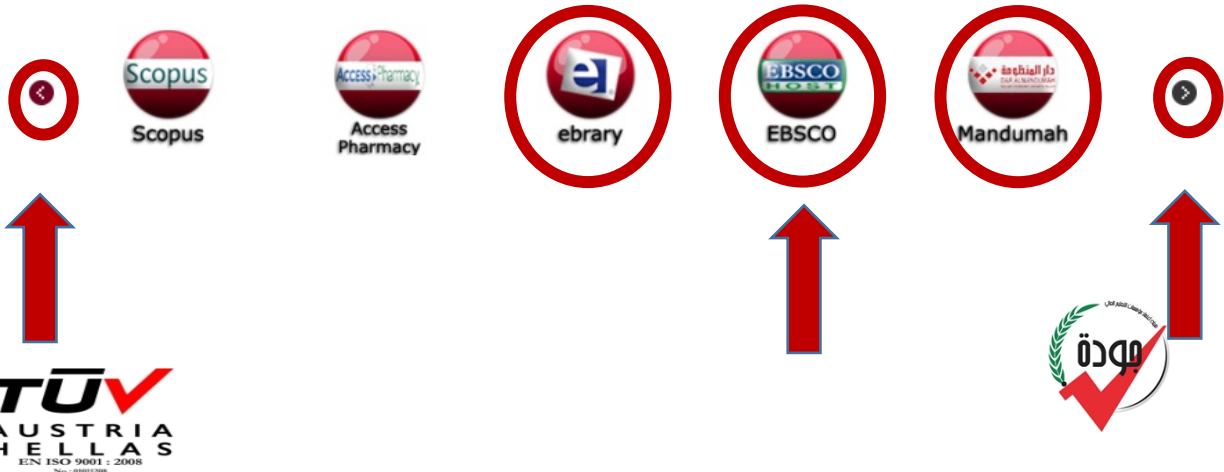 Scopus
Scopus
Access Pharmacy
Access
Pharmacy
ebrary
EBSCO
HOST
EBSCO
دار المنظومة
DAR ALMANDUMAH
Mandumah
جودة
TÜV
AUSTRIA
HELLAS
EN ISO 9001 : 2008